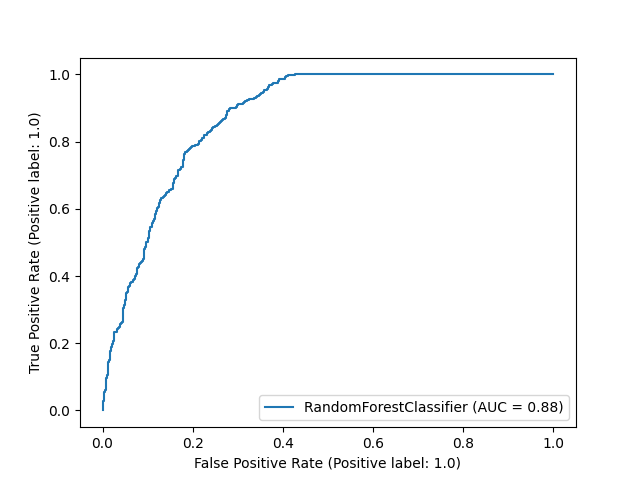 1.0
0.8
0.6
0.4
0.2
0.0
True Positive Rate (Positive label: 1.0)
RandomForestClassifier (AUC = 0.88)
0.0 0.2 0.4 0.6 0.8 1.0
False Positive Rate (Positive label: 1.0)